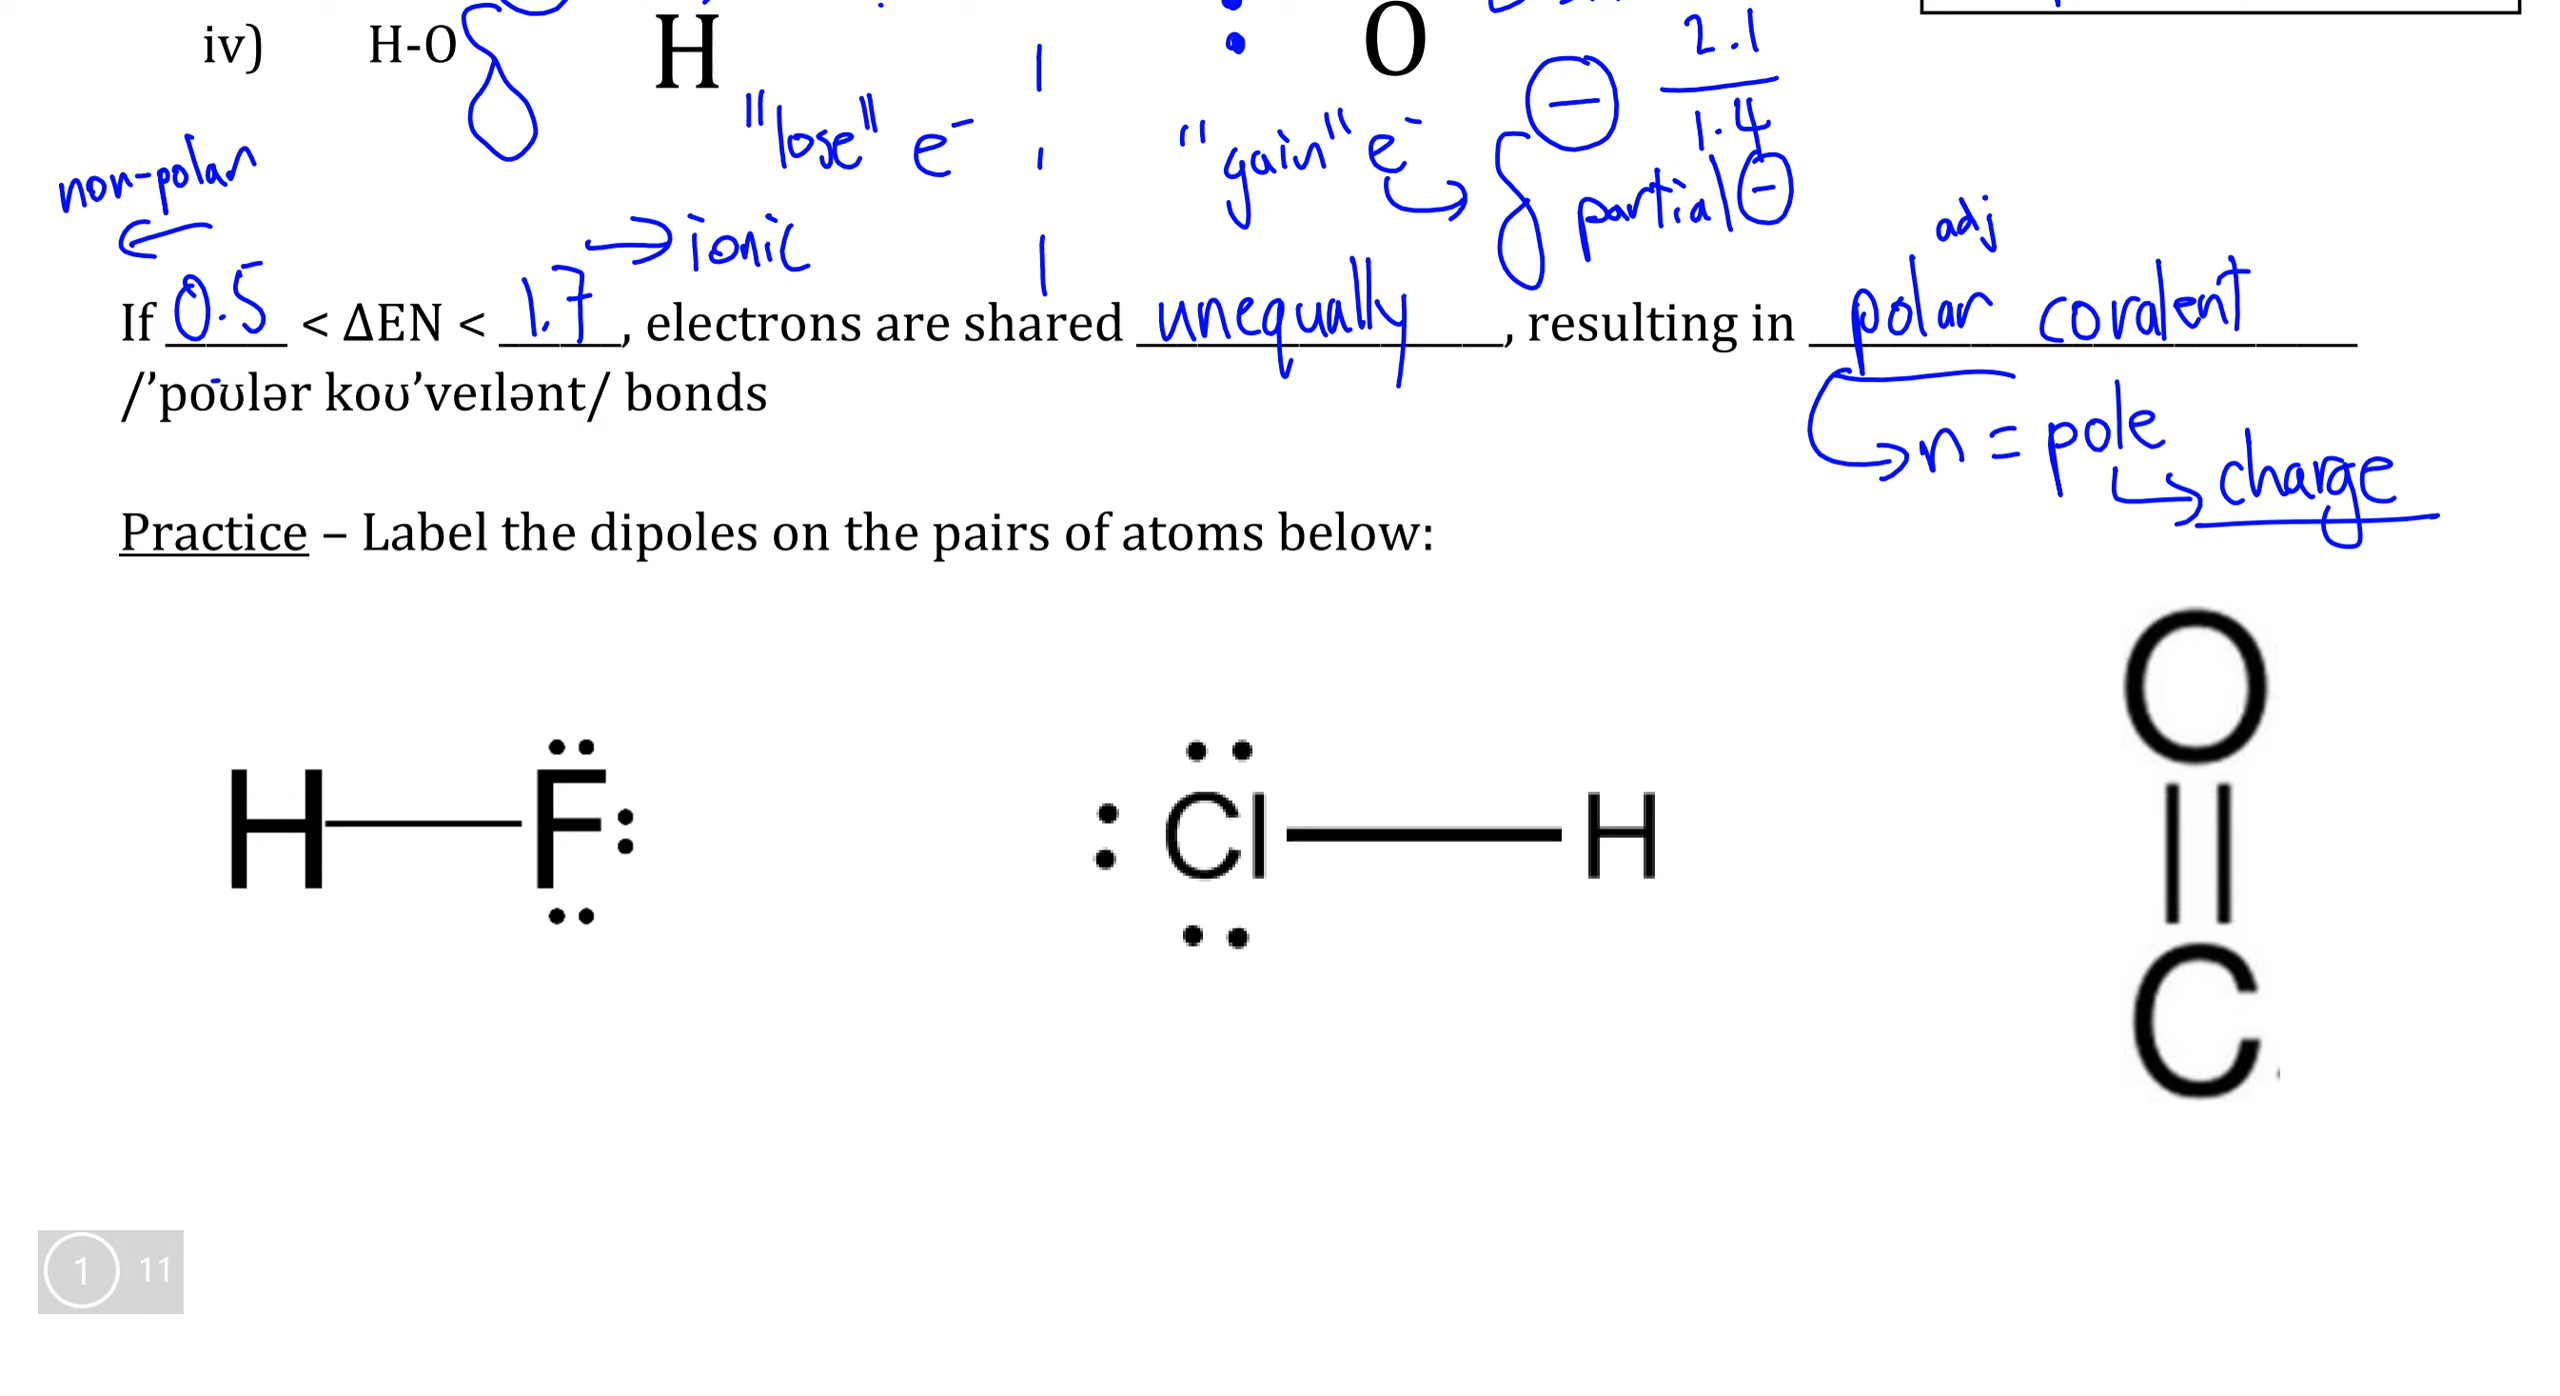 iv) H-O δ H O 2.1
"lose" e⁻ "gain" e⁻ δ ⊖ 1.4
non-polar partial ⊖
→ ionic adj
If 0.5 < ΔEN < 1.7, electrons are shared unequally, resulting in polar covalent
/’poʊlər koʊ’veɪlənt/ bonds
n = pole
charge
Practice – Label the dipoles on the pairs of atoms below:
H F
Cl H
O
C
1 11